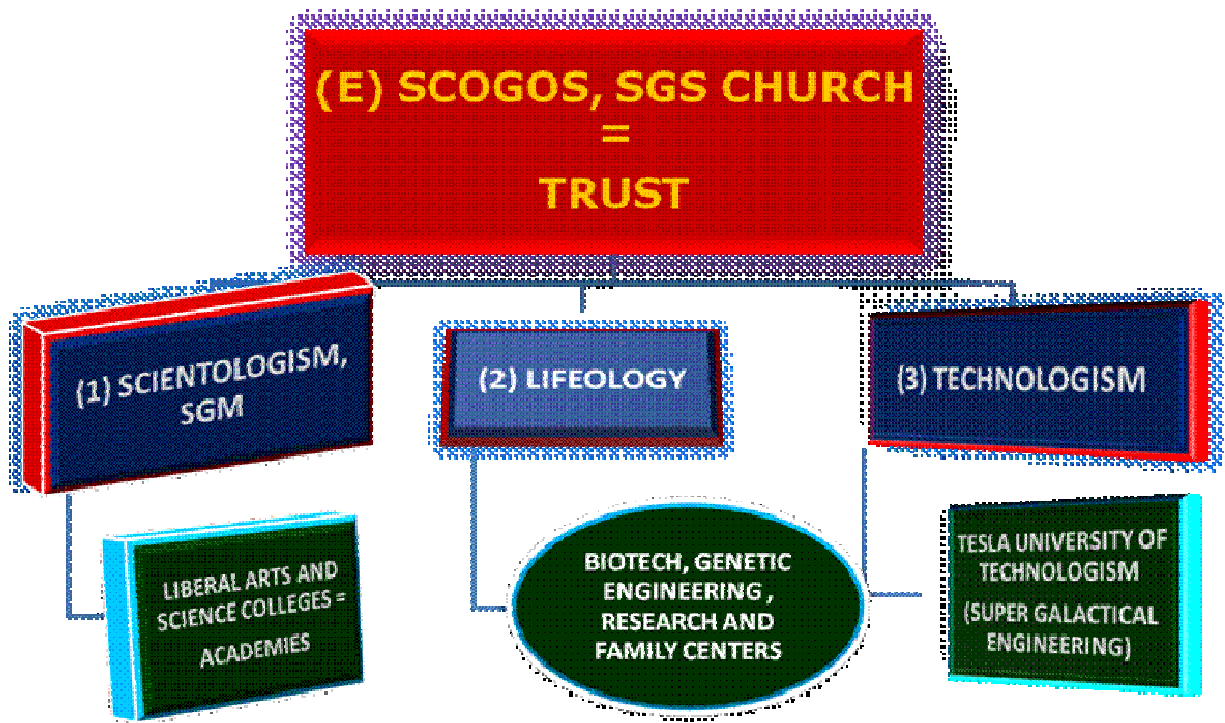 (E) SCOGOS, SGS CHURCH
=
TRUST
(1) SCIENTOLOGISM,
SGM
(2) LIFEOLOGY
(3) TECHNOLOGISM
LIBERAL ARTS AND
SCIENCE COLLEGES =
ACADEMIES
BIOTECH, GENETIC
ENGINEERING ,
RESEARCH AND
FAMILY CENTERS
TESLA UNIVERSITY OF
TECHNOLOGISM
(SUPER GALACTICAL
ENGINEERING)